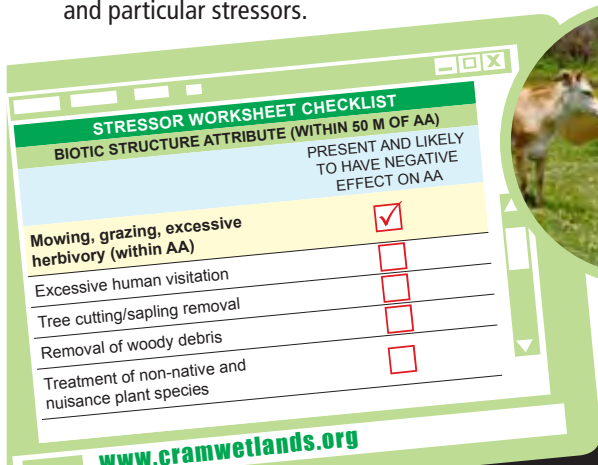 and particular stressors.
STRESSOR WORKSHEET CHECKLIST
BIOTIC STRUCTURE ATTRIBUTE (WITHIN 50 M OF AA)
PRESENT AND LIKELY
TO HAVE NEGATIVE
EFFECT ON AA
Mowing, grazing, excessive
herbivory (within AA)
Excessive human visitation
Tree cutting/sapling removal
Removal of woody debris
Treatment of non-native and
nuisance plant species
www.cramwetlands.org